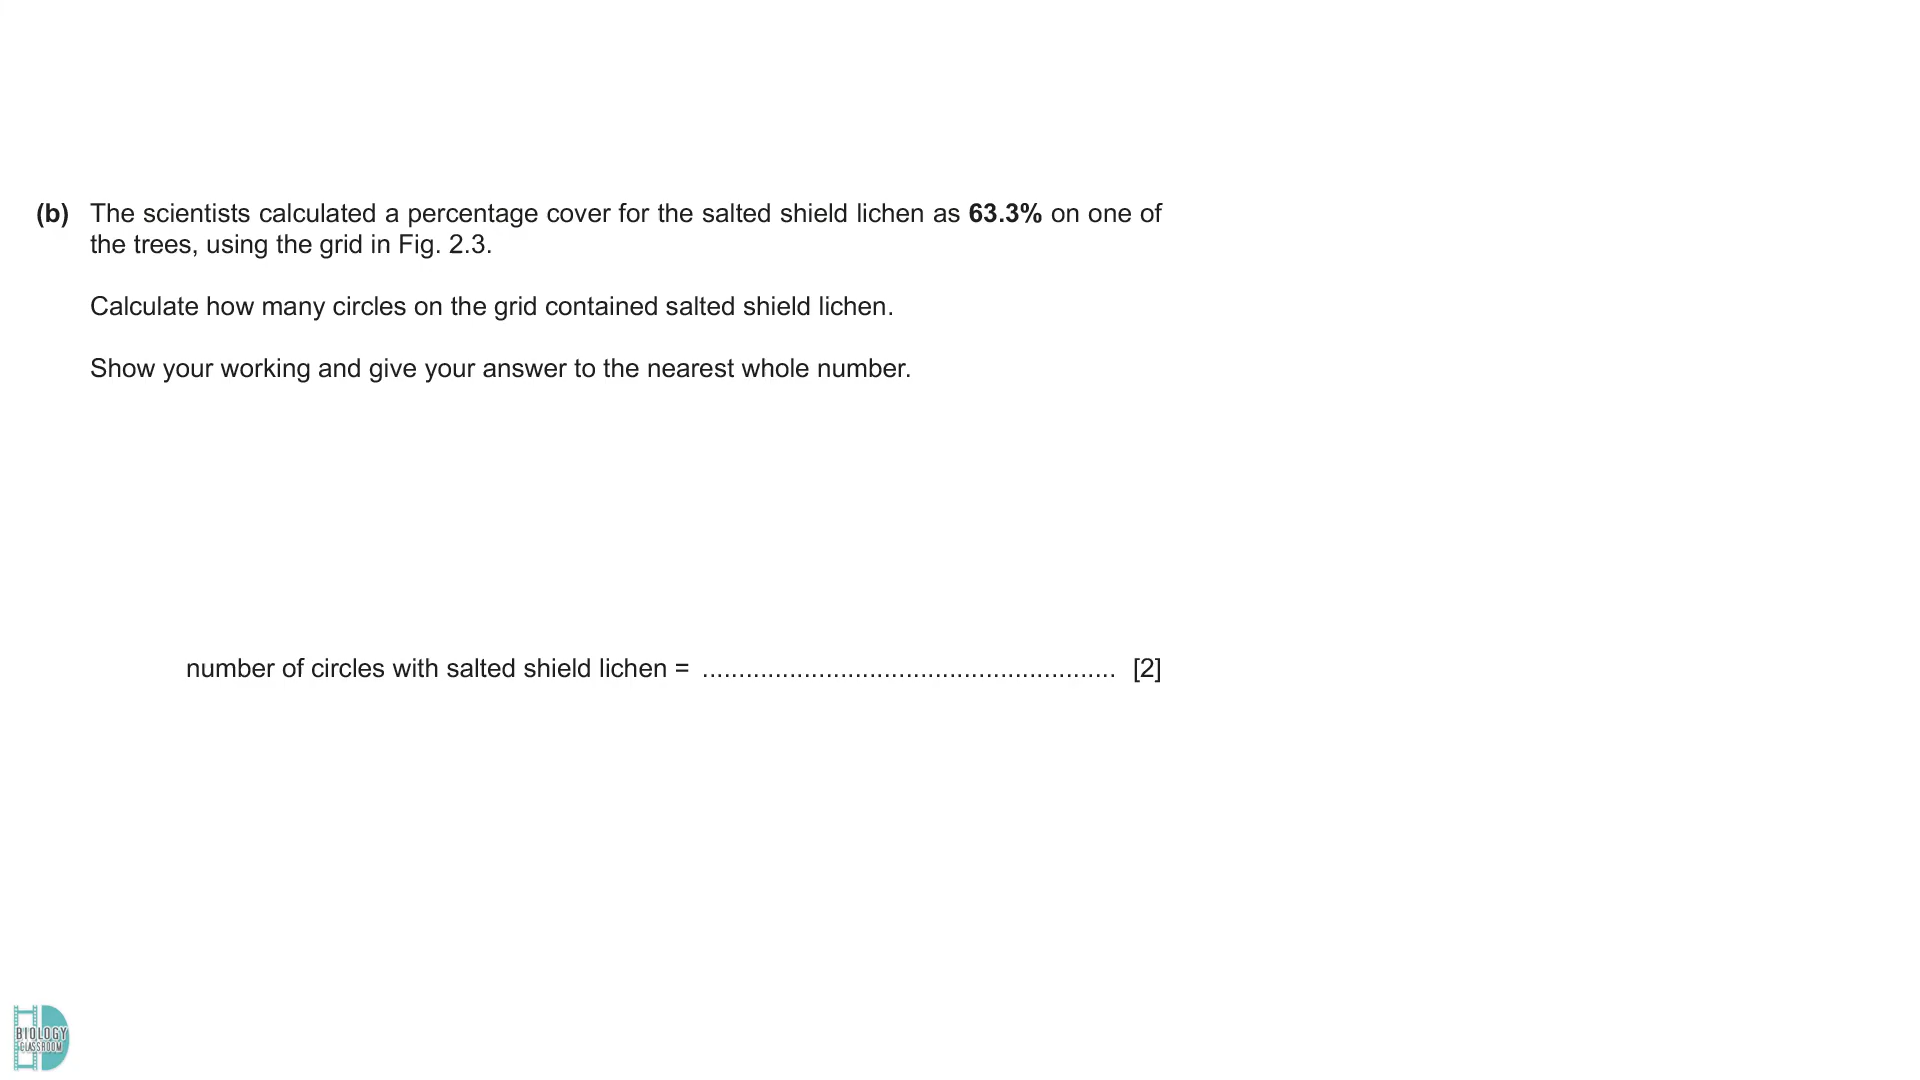 (b) The scientists calculated a percentage cover for the salted shield lichen as 63.3% on one of
the trees, using the grid in Fig. 2.3.
Calculate how many circles on the grid contained salted shield lichen.
Show your working and give your answer to the nearest whole number.
number of circles with salted shield lichen = ......................................................... [2]
BIOLOGY
CLASSROOM